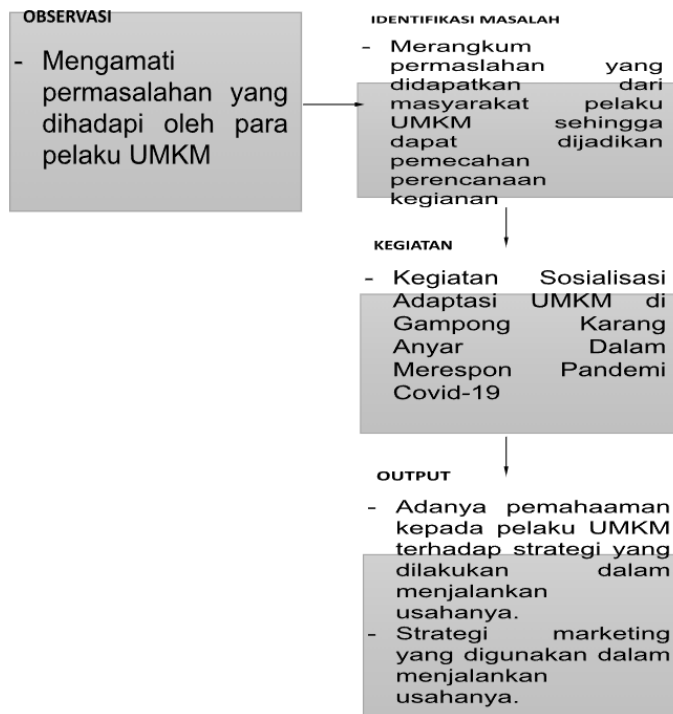 OBSERVASI
- Mengamati
permasalahan yang
dihadapi oleh para
pelaku UMKM
IDENTIFIKASI MASALAH
- Merangkum
permaslahan yang
didapatkan dari
masyarakat pelaku
UMKM sehingga
dapat dijadikan
pemecahan
perencanaan
kegianan
KEGIATAN
- Kegiatan Sosialisasi
Adaptasi UMKM di
Gampong Karang
Anyar Dalam
Merespon Pandemi
Covid-19
OUTPUT
- Adanya pemahaaman
kepada pelaku UMKM
terhadap strategi yang
dilakukan dalam
menjalankan
usahanya.
- Strategi marketing
yang digunakan dalam
menjalankan
usahanya.